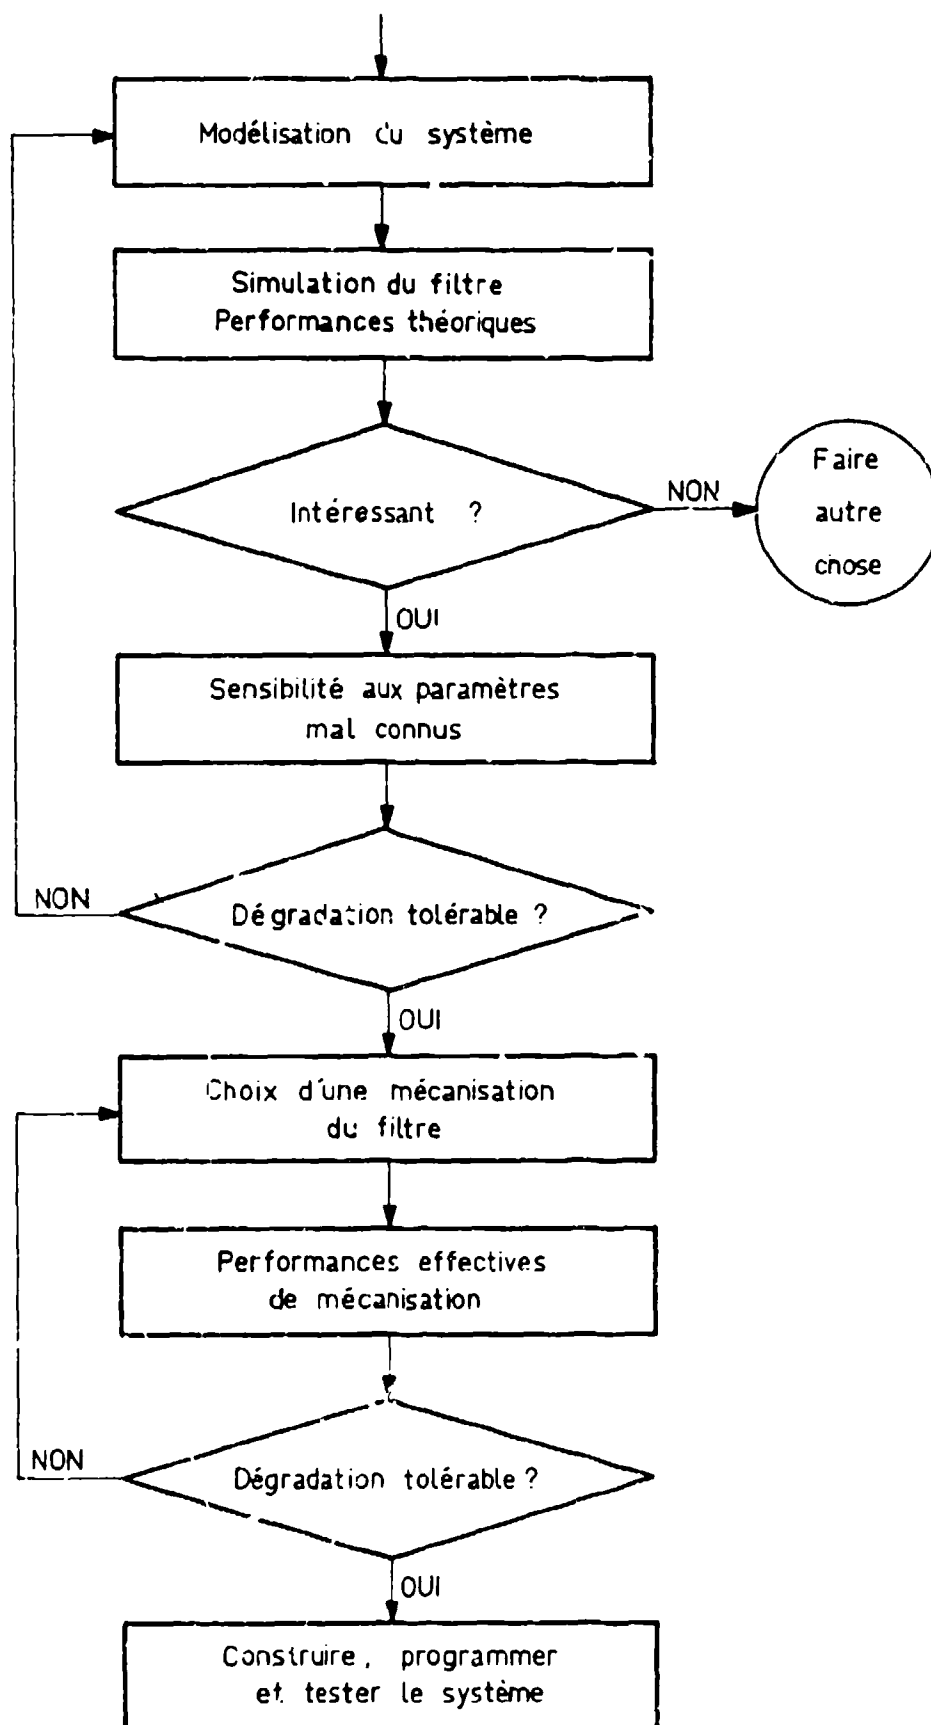 Modélisation du système
Simulation du filtre
Performances théoriques
Intéressant ?
NON
Faire
autre
chose
OUI
Sensibilité aux paramètres
mal connus
NON
Dégradation tolérable ?
OUI
Choix d'une mécanisation
du filtre
Performances effectives
de mécanisation
NON
Dégradation tolérable ?
OUI
Construire, programmer
et tester le système